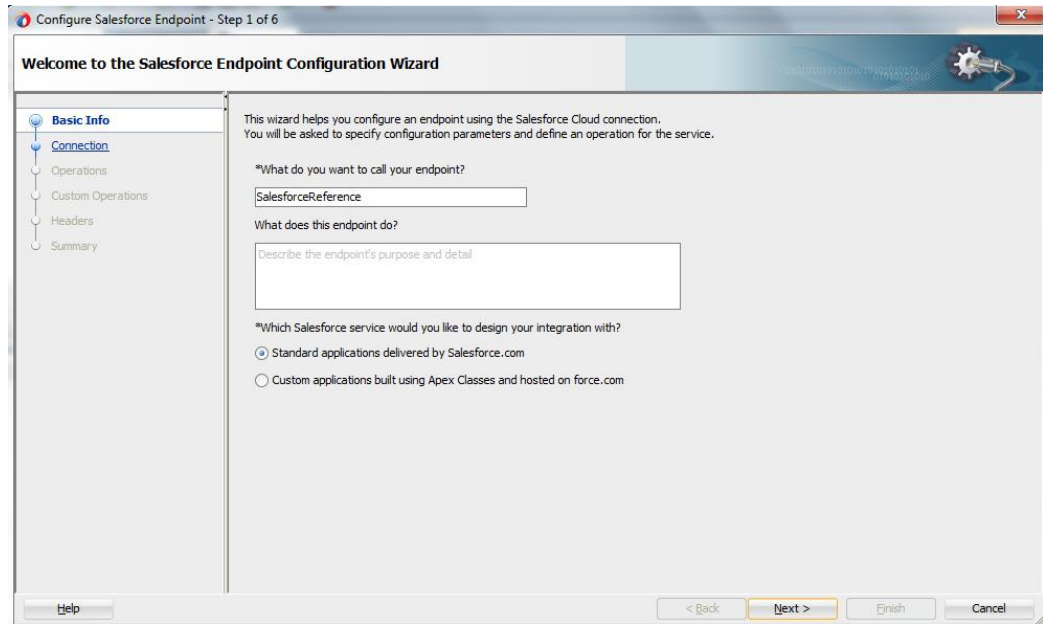 Configure Salesforce Endpoint - Step 1 of 6
Welcome to the Salesforce Endpoint Configuration Wizard
Basic Info
Connection
Operations
Custom Operations
Headers
Summary
This wizard helps you configure an endpoint using the Salesforce Cloud connection.
You will be asked to specify configuration parameters and define an operation for the service.
*What do you want to call your endpoint?
SalesforceReference
What does this endpoint do?
Describe the endpoint's purpose and detail
*Which Salesforce service would you like to design your integration with?
Standard applications delivered by Salesforce.com
Custom applications built using Apex Classes and hosted on force.com
Help
< Back
Next >
Finish
Cancel